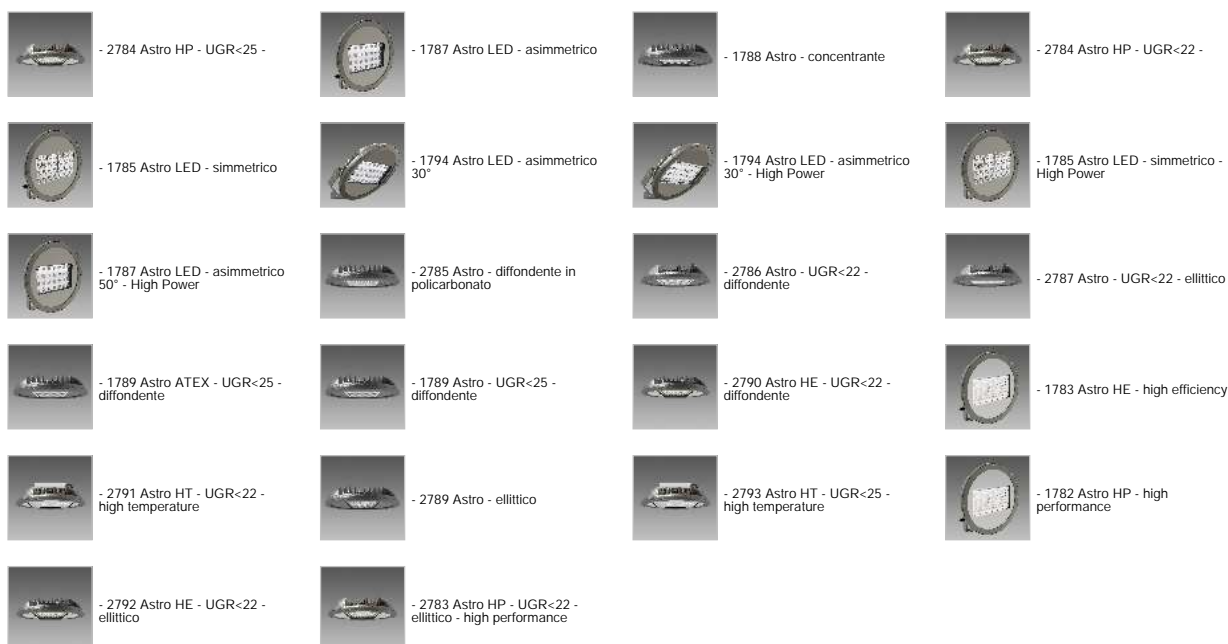 - 2784 Astro HP - UGR<25 -
- 1787 Astro LED - asimmetrico
- 1788 Astro - concentrante
- 2784 Astro HP - UGR<22 -
- 1785 Astro LED - simmetrico
- 1794 Astro LED - asimmetrico
30°
- 1794 Astro LED - asimmetrico
30° - High Power
- 1785 Astro LED - simmetrico -
High Power
- 1787 Astro LED - asimmetrico
50° - High Power
- 2785 Astro - diffondente in
policarbonato
- 2786 Astro - UGR<22 -
diffondente
- 2787 Astro - UGR<22 - ellittico
- 1789 Astro ATEX - UGR<25 -
diffondente
- 1789 Astro - UGR<25 -
diffondente
- 2790 Astro HE - UGR<22 -
diffondente
- 1783 Astro HE - high efficiency
- 2791 Astro HT - UGR<22 -
high temperature
- 2789 Astro - ellittico
- 2793 Astro HT - UGR<25 -
high temperature
- 1782 Astro HP - high
performance
- 2792 Astro HE - UGR<22 -
ellittico
- 2783 Astro HP - UGR<22 -
ellittico - high performance